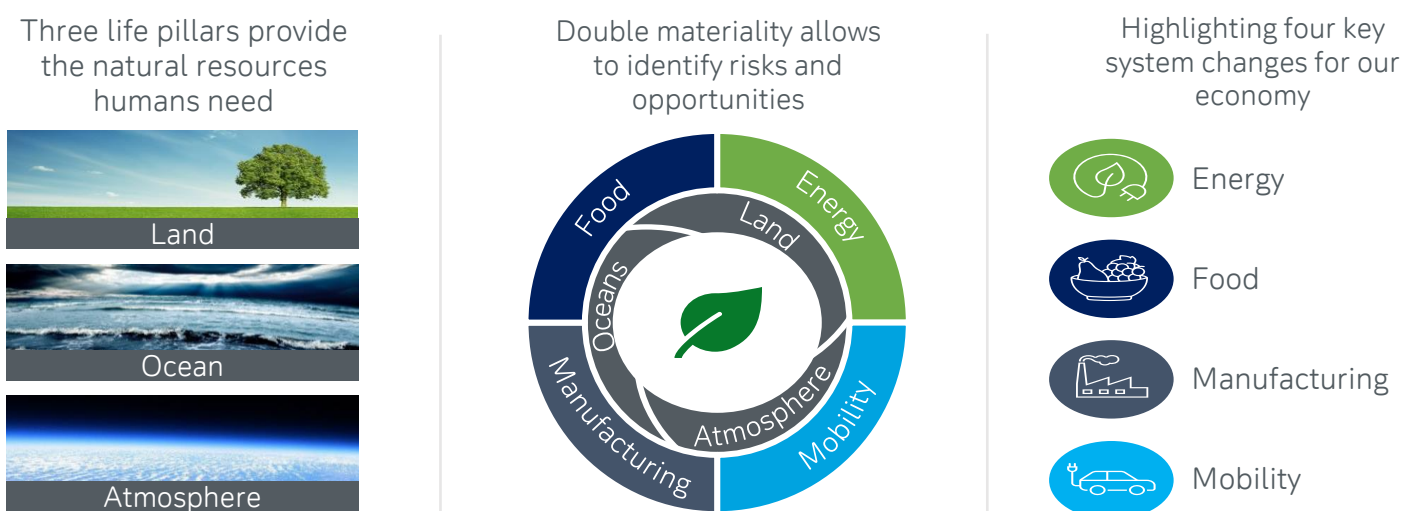 Three life pillars provide
the natural resources
humans need
Land
Ocean
Atmosphere
Double materiality allows
to identify risks and
opportunities
Food
Energy
Land
Oceans
Atmosphere
Manufacturing
Mobility
Highlighting four key
system changes for our
economy
Energy
Food
Manufacturing
Mobility